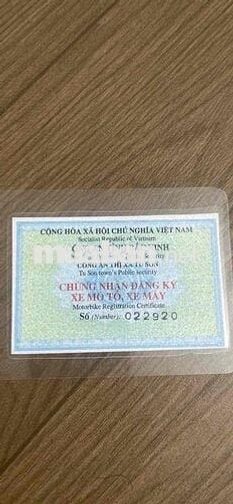 CỘNG HÒA XÃ HỘI CHỦ NGHĨA VIỆT NAM
Socialist Republic of Vietnam
CÔNG AN THỊ XÃ TỪ SƠN
Tu Son town's Public security
CHỨNG NHẬN ĐĂNG KÝ
XE MÔ TÔ, XE MÁY
Motorbike Registration Certificate
Số (Number): 022920